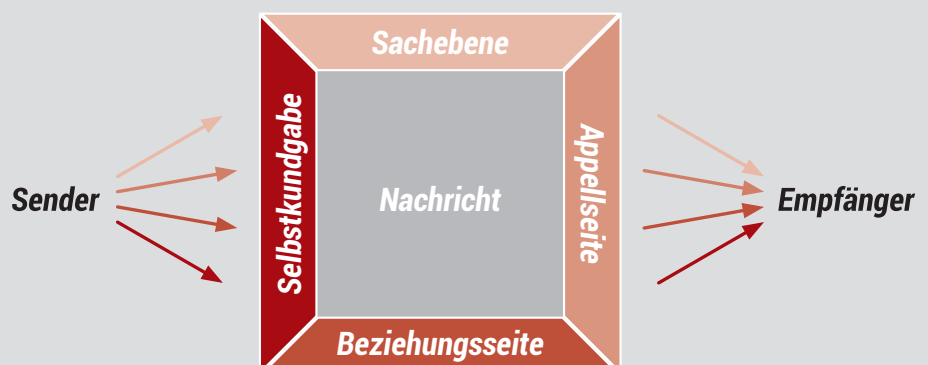 Sachebene
Selbstkundgabe
Appellseite
Sender
Nachricht
Empfänger
Beziehungsseite